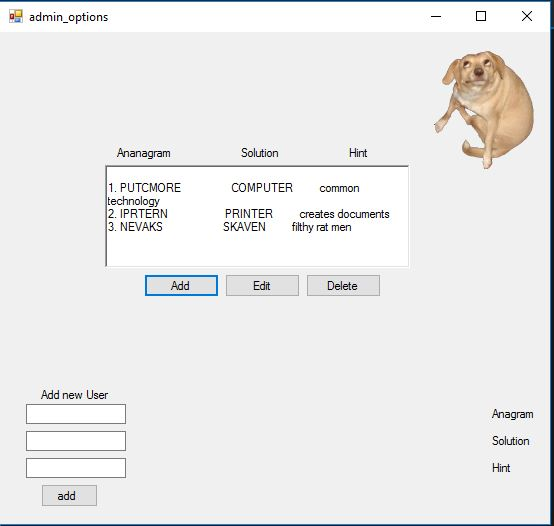 admin_options
Ananagram Solution Hint
1. PUTCMORE COMPUTER common
technology
2. IPRTERN PRINTER creates documents
3. NEVAKS SKAVEN filthy rat men
Add Edit Delete
Add new User
Anagram
Solution
Hint
add